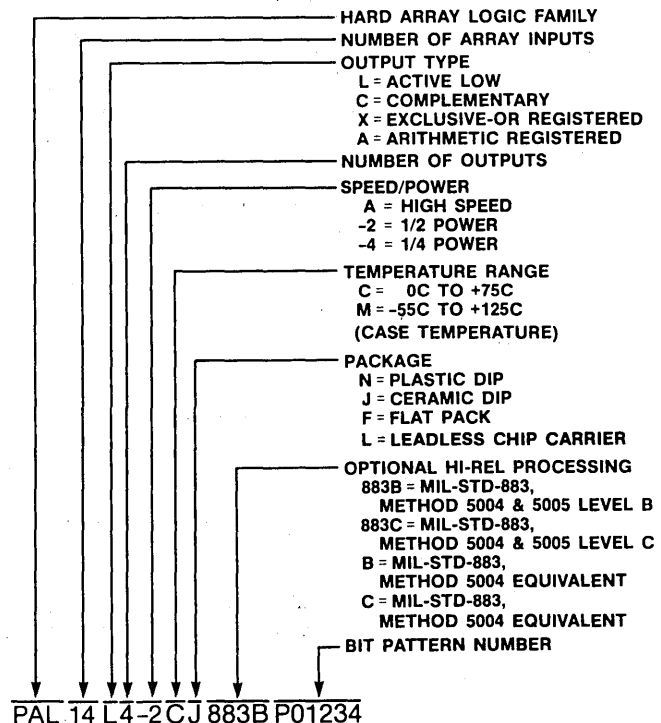 HARD ARRAY LOGIC FAMILY
NUMBER OF ARRAY INPUTS
OUTPUT TYPE
L = ACTIVE LOW
C = COMPLEMENTARY
X = EXCLUSIVE-OR REGISTERED
A = ARITHMETIC REGISTERED
NUMBER OF OUTPUTS
SPEED/POWER
A = HIGH SPEED
-2 = 1/2 POWER
-4 = 1/4 POWER
TEMPERATURE RANGE
C = 0C TO +75C
M = -55C TO +125C
(CASE TEMPERATURE)
PACKAGE
N = PLASTIC DIP
J = CERAMIC DIP
F = FLAT PACK
L = LEADLESS CHIP CARRIER
OPTIONAL HI-REL PROCESSING
883B = MIL-STD-883,
METHOD 5004 & 5005 LEVEL B
883C = MIL-STD-883,
METHOD 5004 & 5005 LEVEL C
B = MIL-STD-883,
METHOD 5004 EQUIVALENT
C = MIL-STD-883,
METHOD 5004 EQUIVALENT
BIT PATTERN NUMBER
PAL 14 L4-2CJ 883B P01234